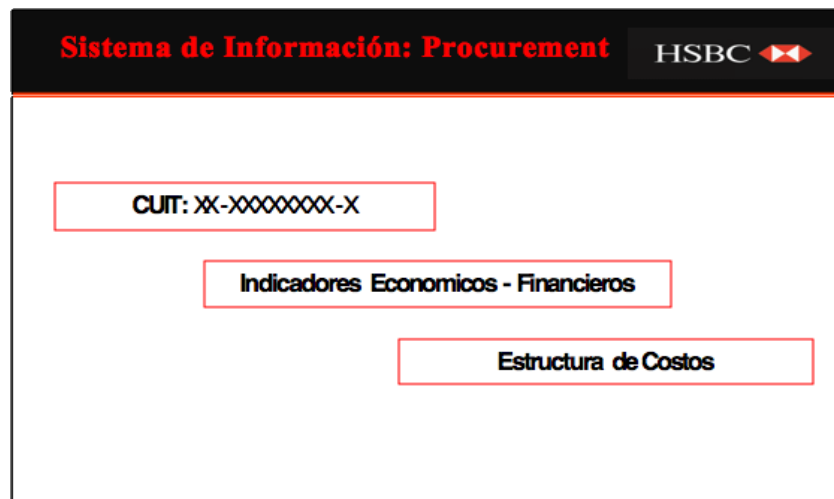 Sistema de Información: Procurement
HSBC
CUIT: XX-XXXXXXXX-X
Indicadores Economicos - Financieros
Estructura de Costos